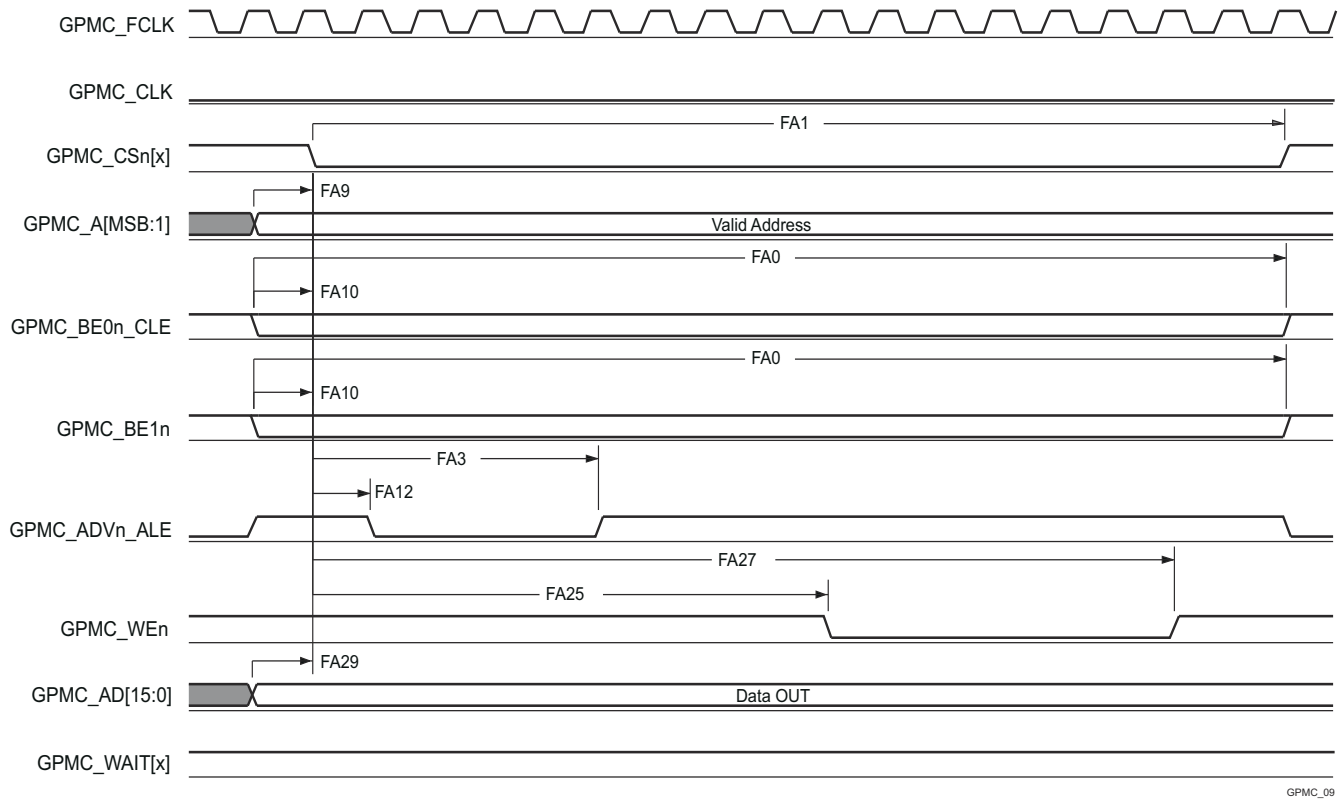 GPMC_FCLK
GPMC_CLK
FA1
GPMC_CSn[x]
FA9
GPMC_A[MSB:1]
Valid Address
FA0
FA10
GPMC_BE0n_CLE
FA0
FA10
GPMC_BE1n
FA3
FA12
GPMC_ADVn_ALE
FA27
FA25
GPMC_WEn
FA29
GPMC_AD[15:0]
Data OUT
GPMC_WAIT[x]
GPMC_09